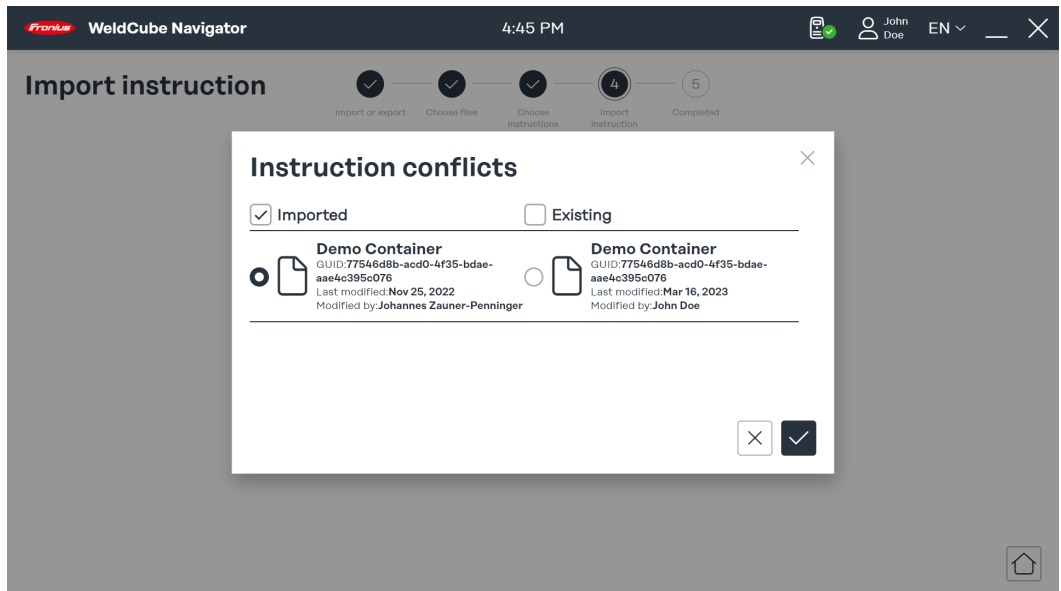 Fronius WeldCube Navigator 4:45 PM John Doe EN
Import instruction
4 5
Import or export Choose files Choose instructions Import instruction Completed
Instruction conflicts
Imported Existing
Demo Container
GUID:77546d8b-acd0-4f35-bdae-
aae4c395c076
Last modified:Nov 25, 2022
Modified by:Johannes Zauner-Penninger
Demo Container
GUID:77546d8b-acd0-4f35-bdae-
aae4c395c076
Last modified:Mar 16, 2023
Modified by:John Doe